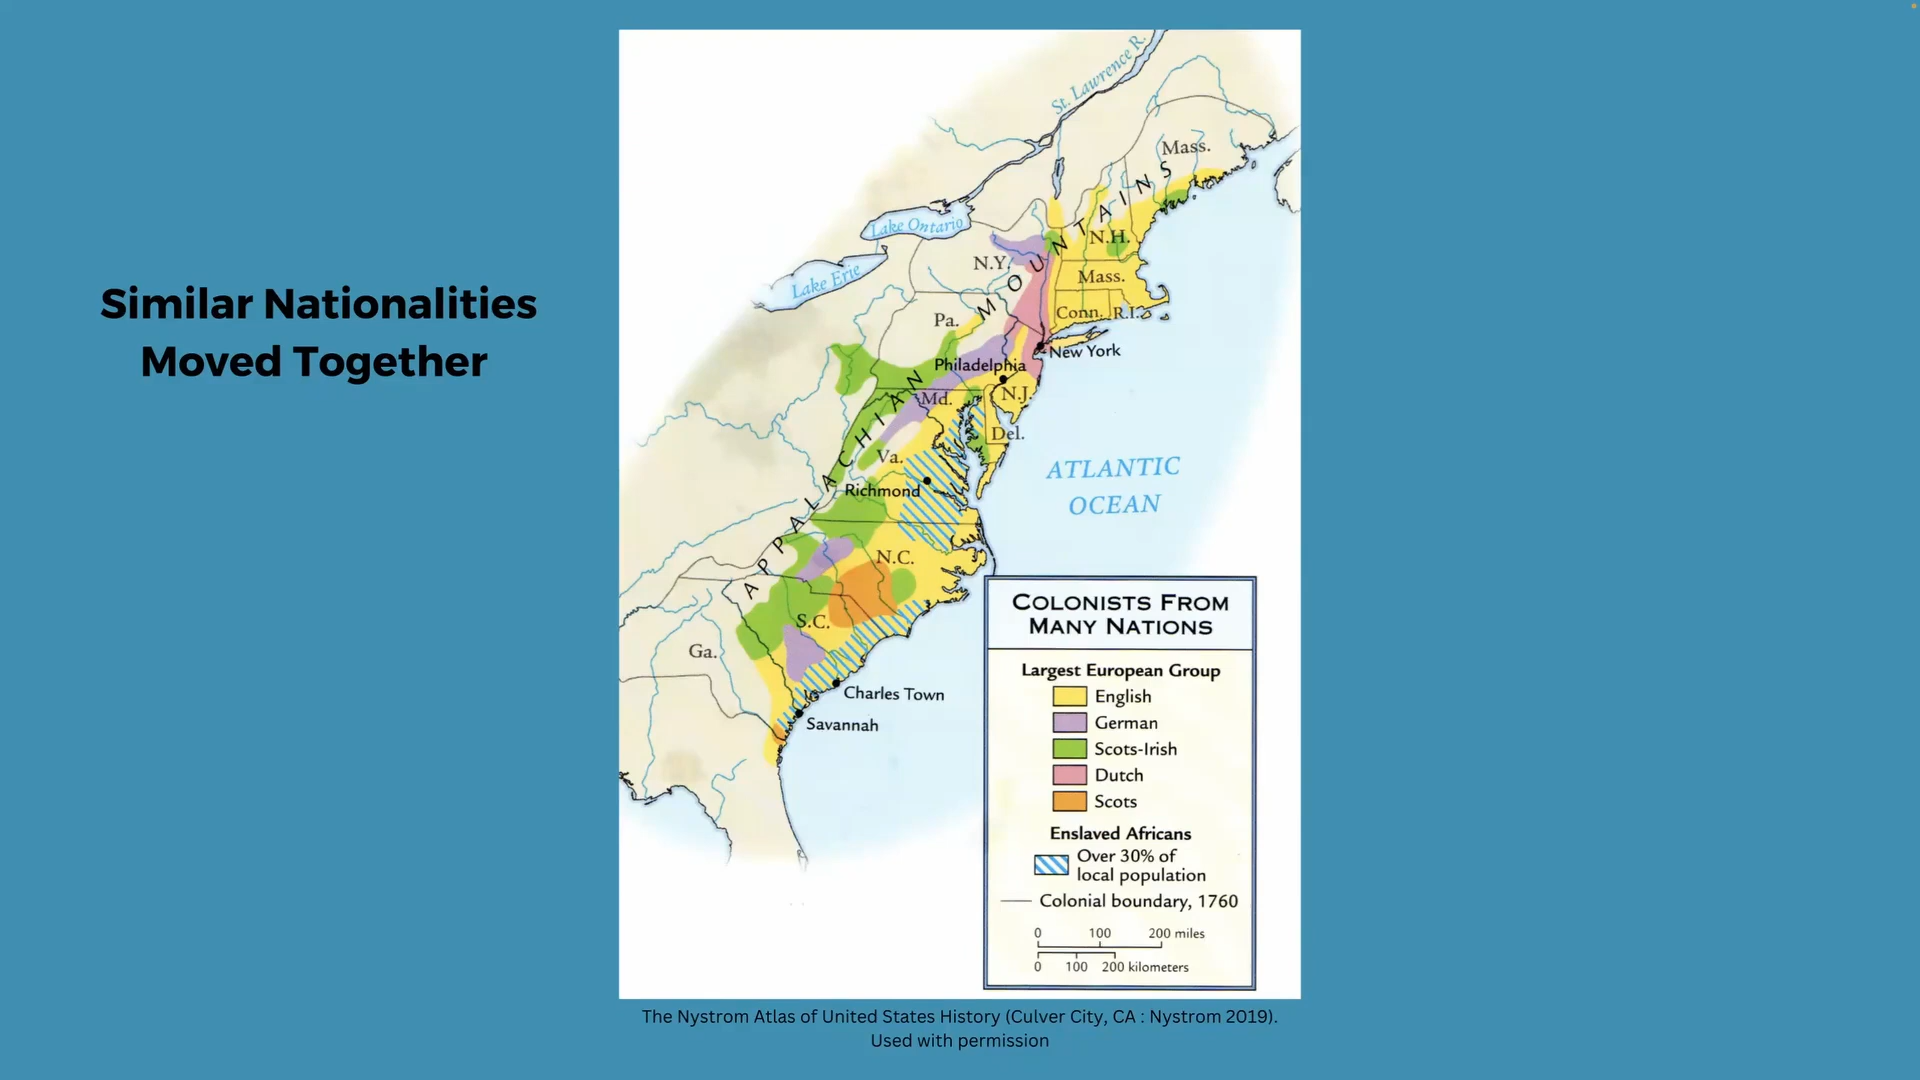 Similar Nationalities
Moved Together
St. Lawrence R.
Mass.
Lake Ontario
Lake Erie
N.H.
N.Y.
Mass.
Conn.
R.I.
Pa.
New York
Philadelphia
Md.
N.J.
Del.
Va.
Richmond
APPALACHIAN MOUNTAINS
ATLANTIC
OCEAN
N.C.
S.C.
Ga.
Charles Town
Savannah
COLONISTS FROM
MANY NATIONS
Largest European Group
English
German
Scots-Irish
Dutch
Scots
Enslaved Africans
Over 30% of
local population
Colonial boundary, 1760
0 100 200 miles
0 100 200 kilometers
The Nystrom Atlas of United States History (Culver City, CA : Nystrom 2019).
Used with permission